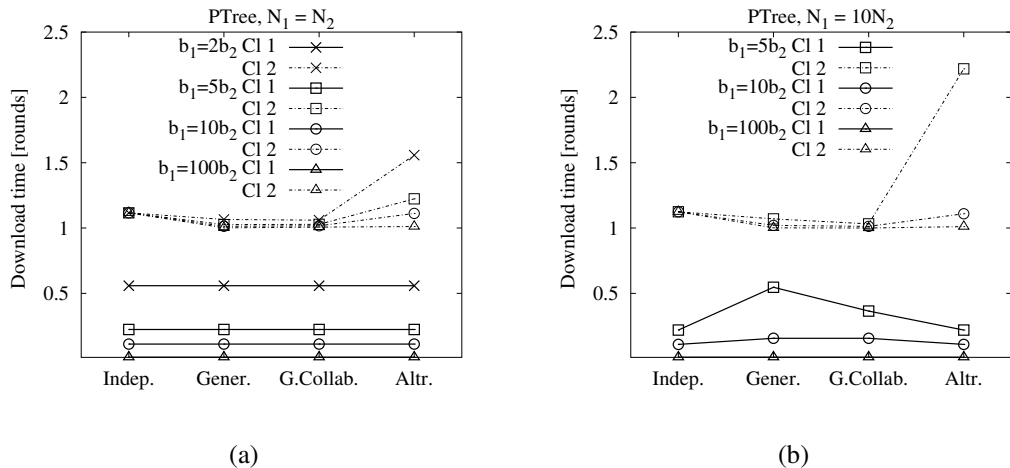 PTree, N1 = N2
b1=2b2 Cl 1
Cl 2
b1=5b2 Cl 1
Cl 2
b1=10b2 Cl 1
Cl 2
b1=100b2 Cl 1
Cl 2
Download time [rounds]
2.5
2
1.5
1
0.5
Indep. Gener. G.Collab. Altr.
(a)
PTree, N1 = 10N2
b1=5b2 Cl 1
Cl 2
b1=10b2 Cl 1
Cl 2
b1=100b2 Cl 1
Cl 2
Download time [rounds]
2.5
2
1.5
1
0.5
Indep. Gener. G.Collab. Altr.
(b)